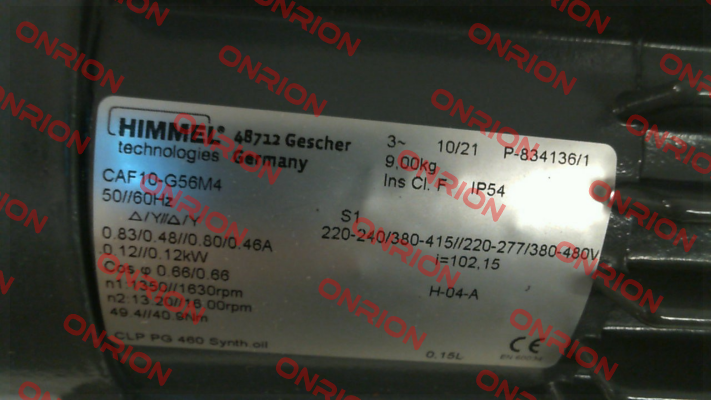 HIMMEL® 48712 Gescher
technologies Germany
3~ 10/21 P-834136/1
9,00kg
Ins Cl. F IP54
CAF10-G56M4
50//60Hz
△/Y//△/Y S1
0.83/0.48//0.80/0.46A 220-240/380-415//220-277/380-480V
0.12//0.12kW i=102,15
Cos φ 0.66/0.66
n1:1350//1630rpm H-04-A
n2:13.20//16.00rpm
49.4//40.9Nm
CLP PG 460 Synth oil 0,15L CE
ONRION